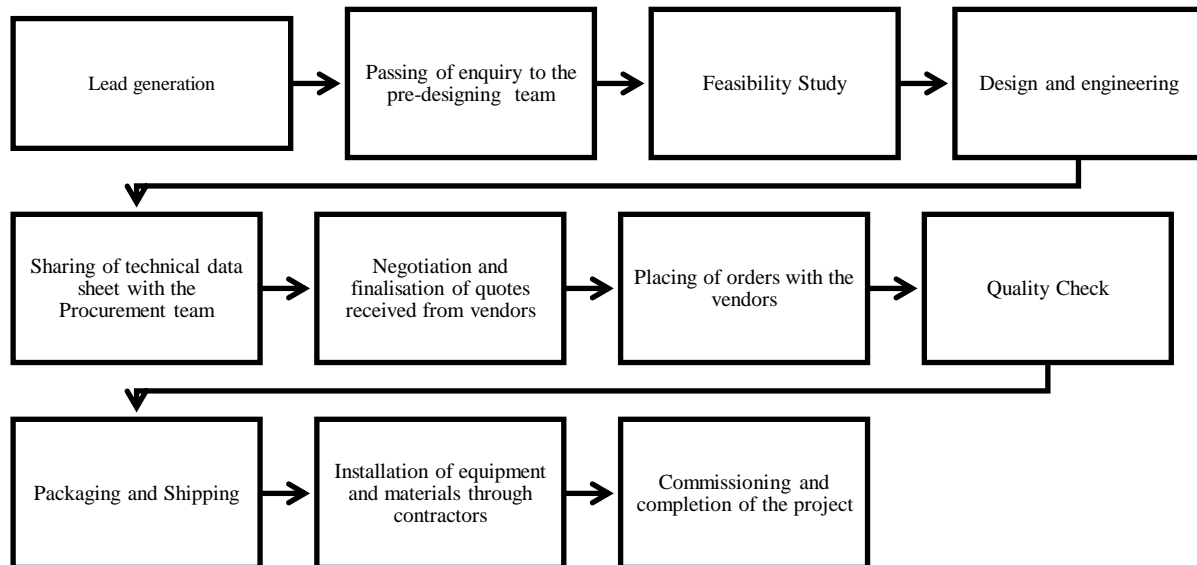 Lead generation
Passing of enquiry to the
pre-designing team
Feasibility Study
Design and engineering
Sharing of technical data
sheet with the
Procurement team
Negotiation and
finalisation of quotes
received from vendors
Placing of orders with the
vendors
Quality Check
Packaging and Shipping
Installation of equipment
and materials through
contractors
Commissioning and
completion of the project